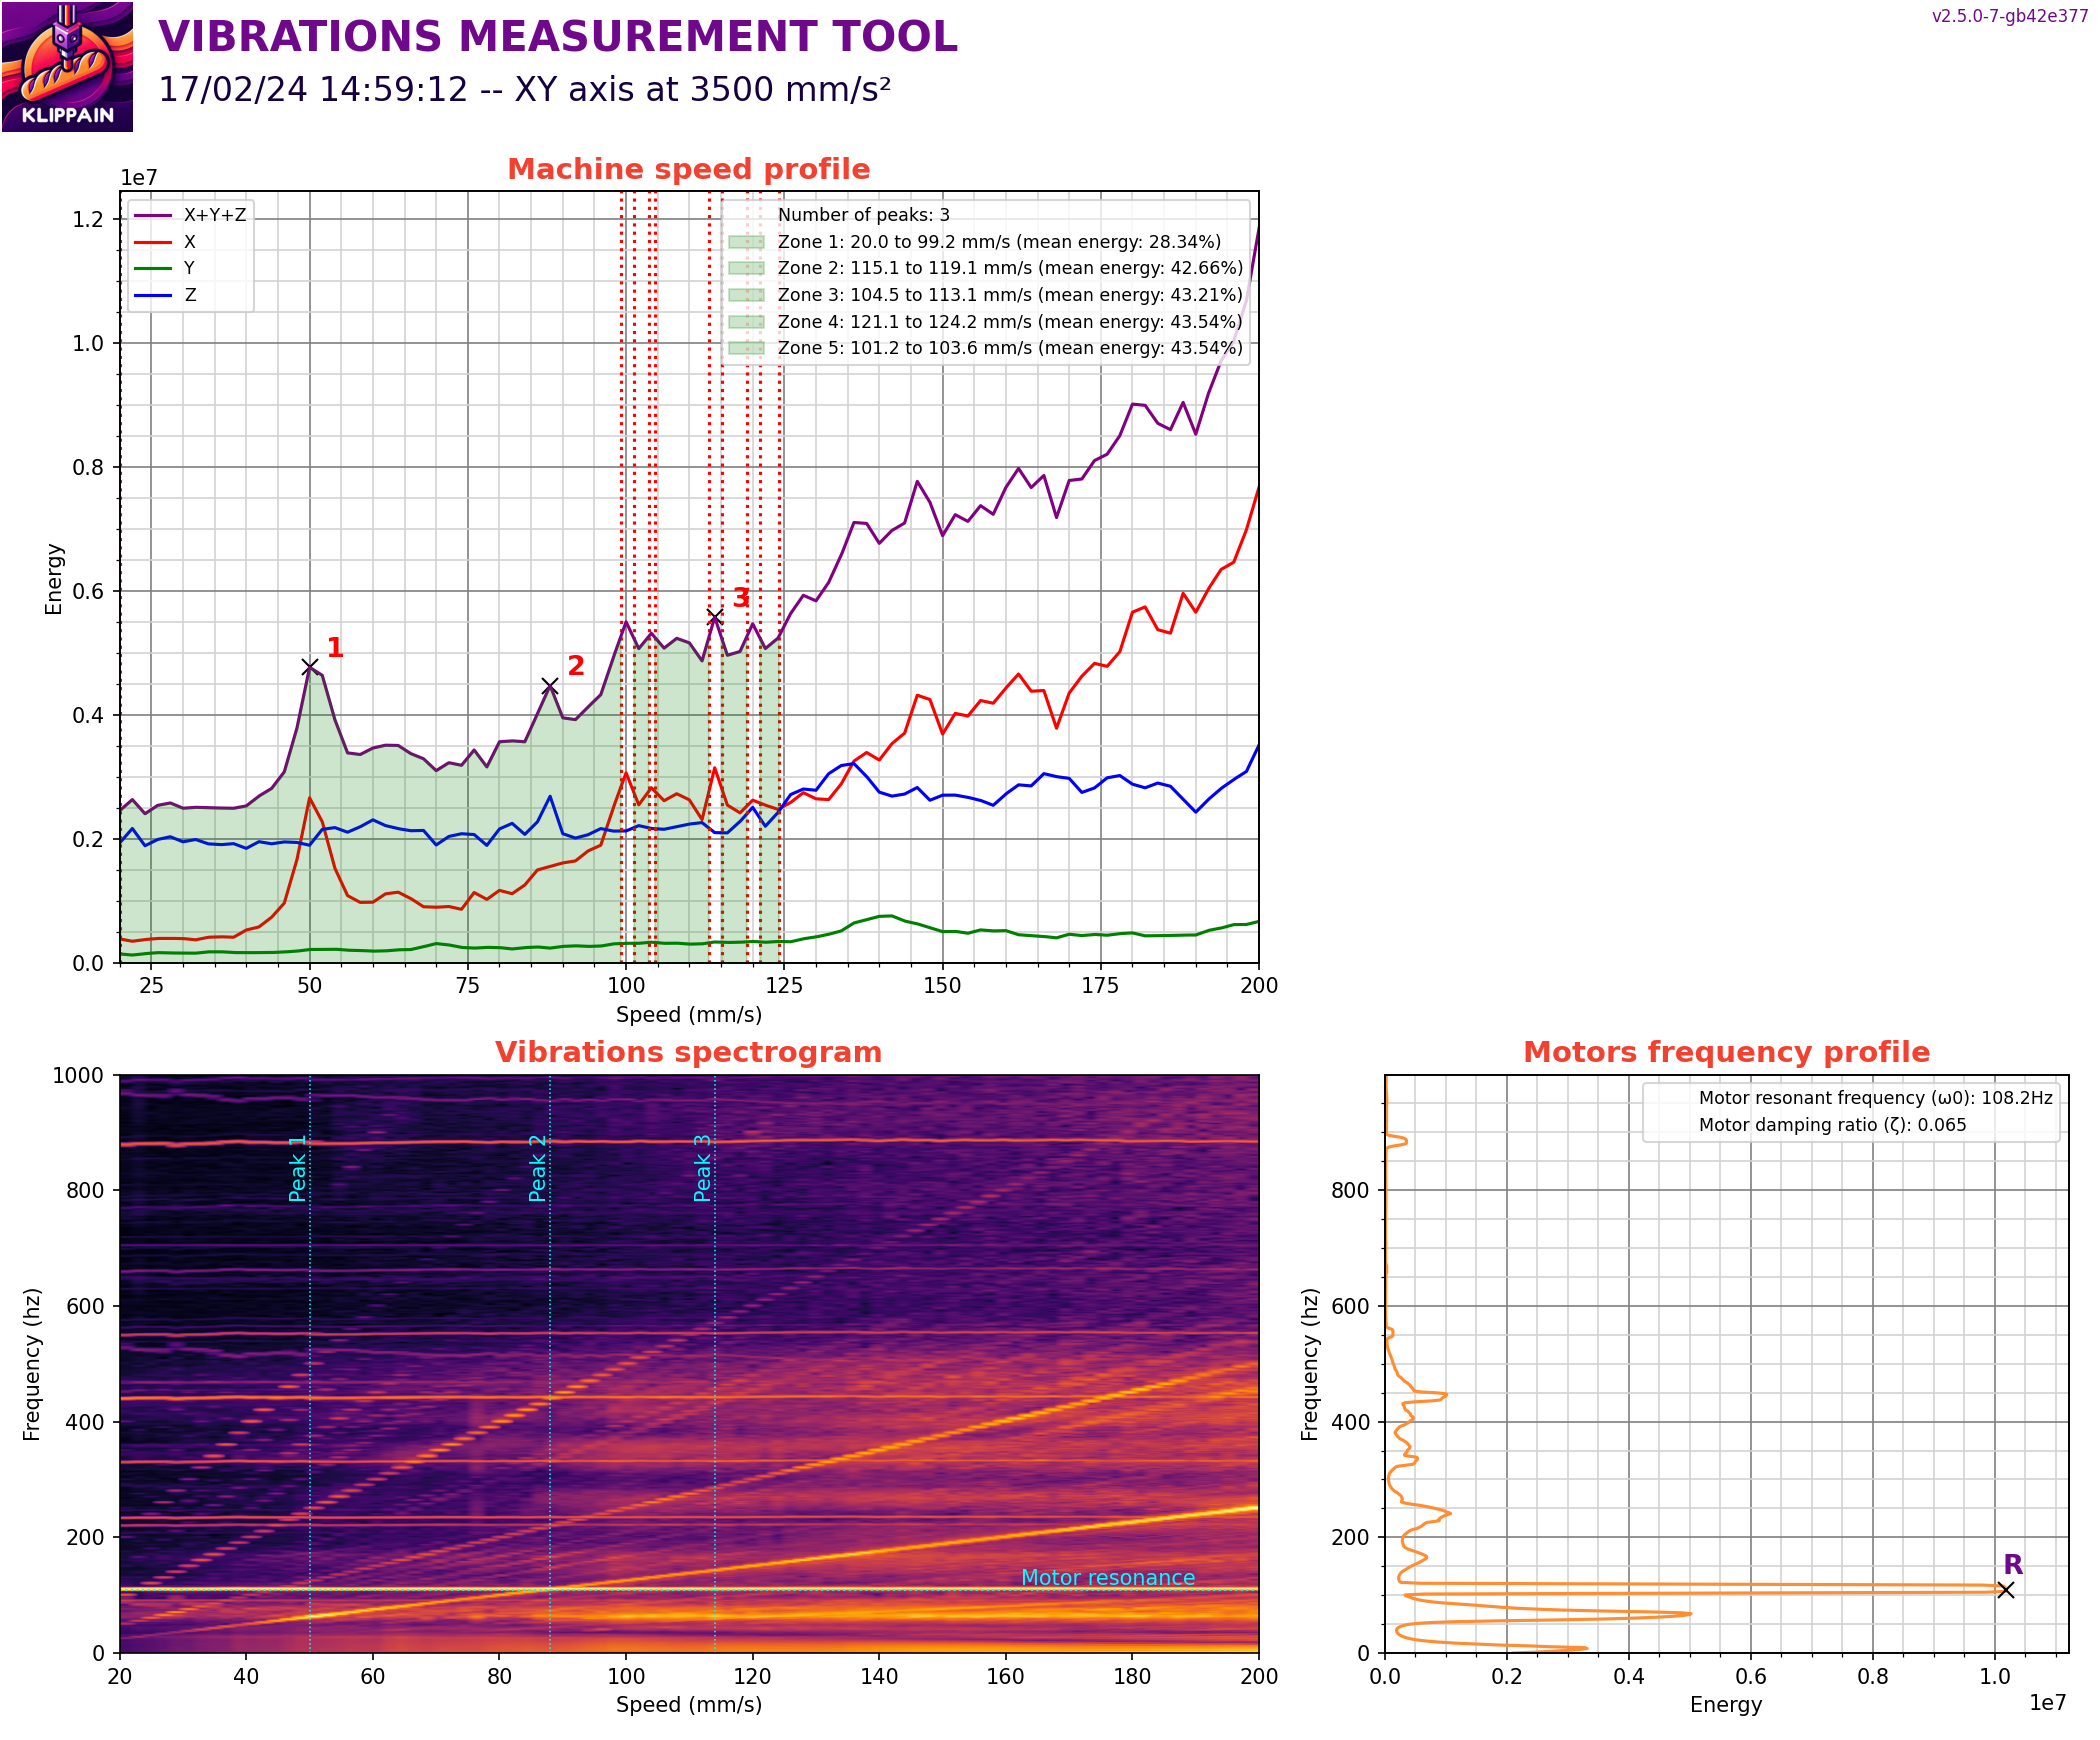 KLIPPAIN
VIBRATIONS MEASUREMENT TOOL
17/02/24 14:59:12 -- XY axis at 3500 mm/s²
v2.5.0-7-gb42e377
Machine speed profile
1e7
X+Y+Z
X
Y
Z
Number of peaks: 3
Zone 1: 20.0 to 99.2 mm/s (mean energy: 28.34%)
Zone 2: 115.1 to 119.1 mm/s (mean energy: 42.66%)
Zone 3: 104.5 to 113.1 mm/s (mean energy: 43.21%)
Zone 4: 121.1 to 124.2 mm/s (mean energy: 43.54%)
Zone 5: 101.2 to 103.6 mm/s (mean energy: 43.54%)
1.2
1.0
0.8
0.6
0.4
0.2
0.0
Energy
1
2
3
25 50 75 100 125 150 175 200
Speed (mm/s)
Vibrations spectrogram
1000
800
600
400
200
0
Frequency (hz)
Peak 1
Peak 2
Peak 3
Motor resonance
20 40 60 80 100 120 140 160 180 200
Speed (mm/s)
Motors frequency profile
Motor resonant frequency (ω0): 108.2Hz
Motor damping ratio (ζ): 0.065
800
600
400
200
0
Frequency (hz)
R
0.0 0.2 0.4 0.6 0.8 1.0
1e7
Energy